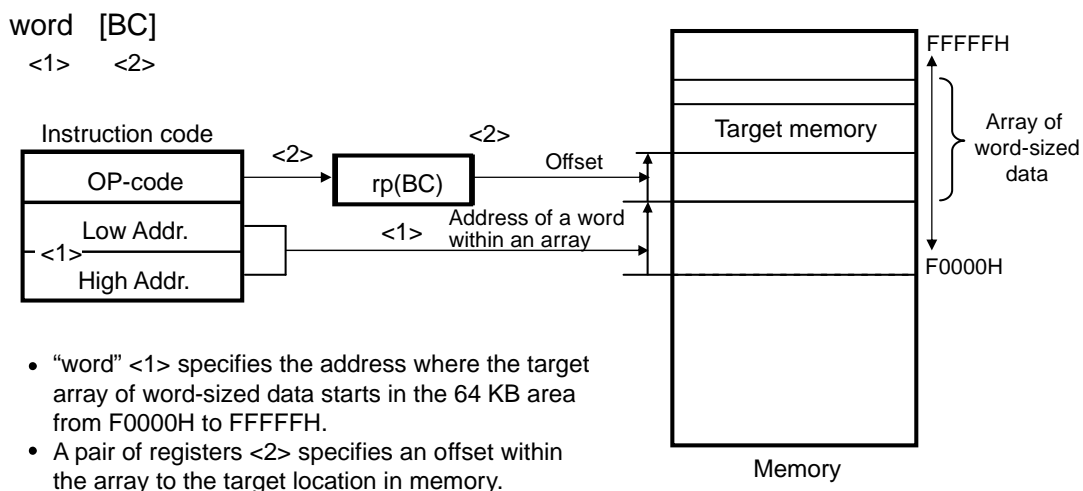 word [BC]
<1> <2>
Instruction code
OP-code
Low Addr.
<1>
High Addr.
<2>
rp(BC)
<2>
Offset
<1>
Address of a word
within an array
Target memory
FFFFFH
Array of
word-sized
data
F0000H
Memory
• “word” <1> specifies the address where the target
array of word-sized data starts in the 64 KB area
from F0000H to FFFFFH.
• A pair of registers <2> specifies an offset within
the array to the target location in memory.